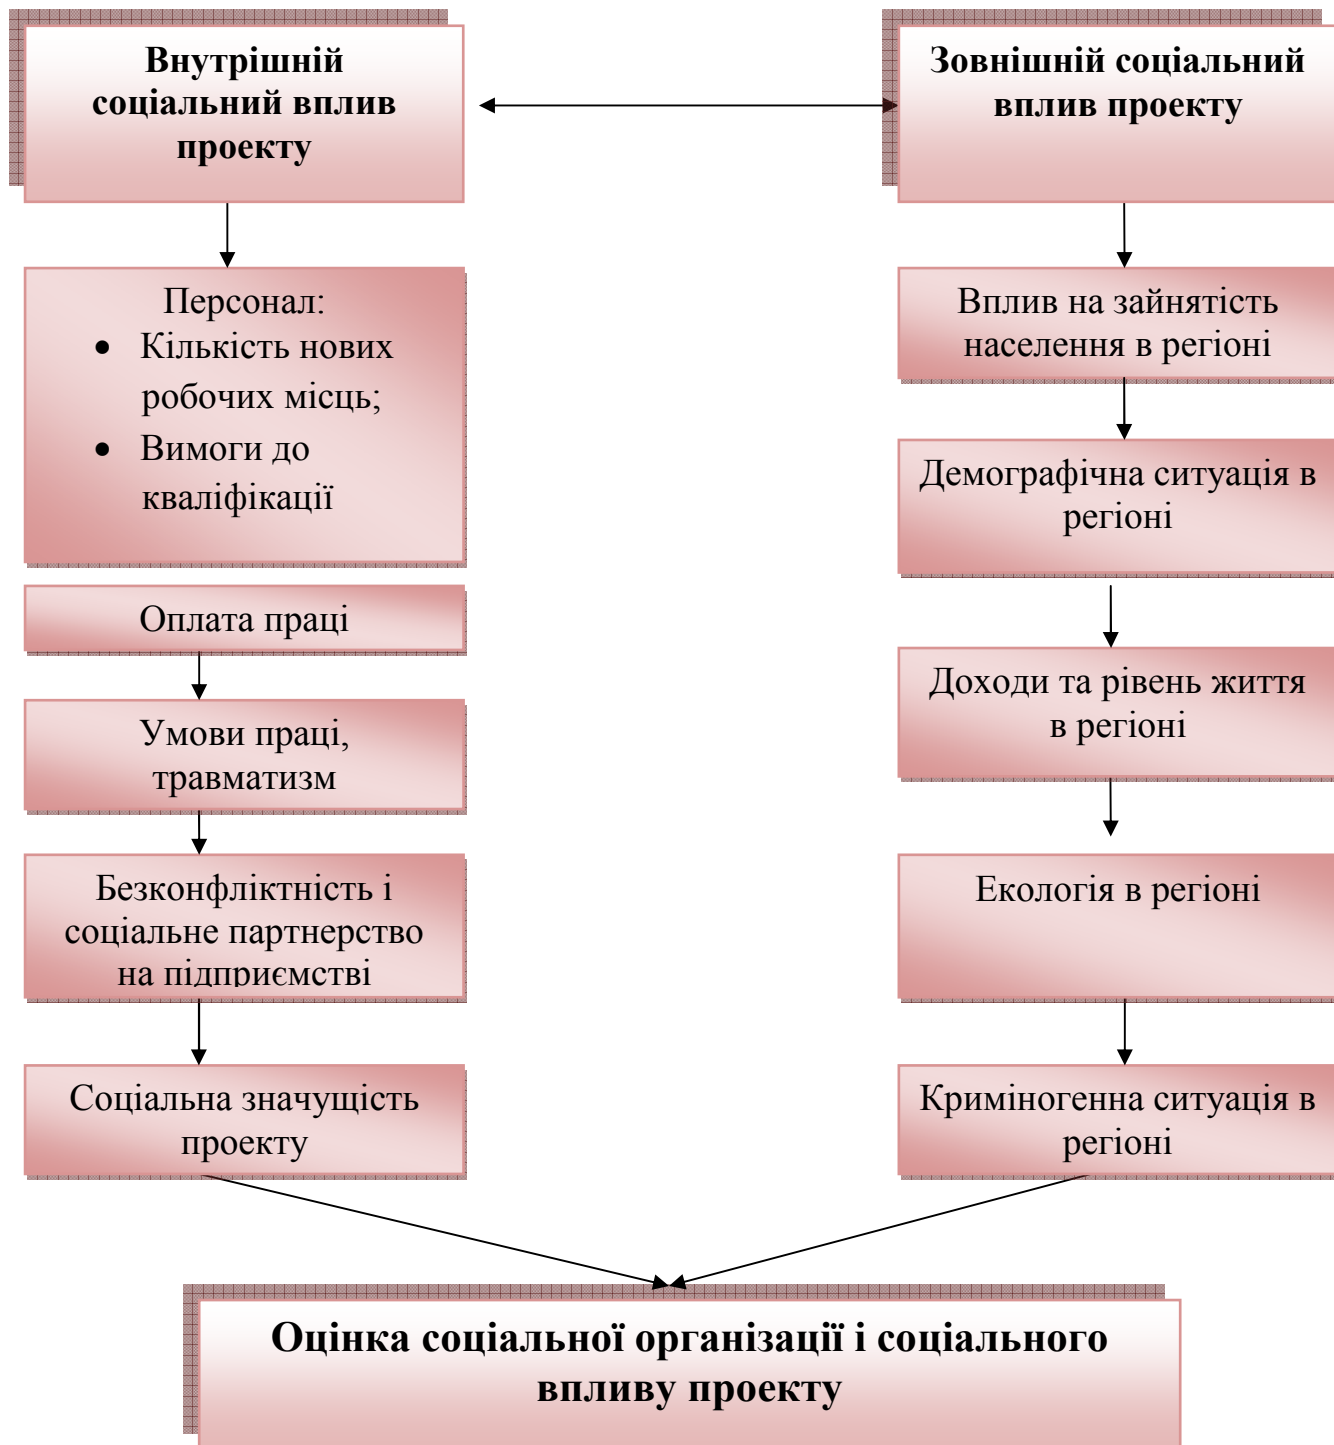 Внутрішній
соціальний вплив
проекту
Зовнішній соціальний
вплив проекту
Персонал:
• Кількість нових
робочих місць;
• Вимоги до
кваліфікації
Оплата праці
Умови праці,
травматизм
Безконфліктність і
соціальне партнерство
на підприємстві
Соціальна значущість
проекту
Вплив на зайнятість
населення в регіоні
Демографічна ситуація в
регіоні
Доходи та рівень життя
в регіоні
Екологія в регіоні
Криміногенна ситуація в
регіоні
Оцінка соціальної організації і соціального
впливу проекту